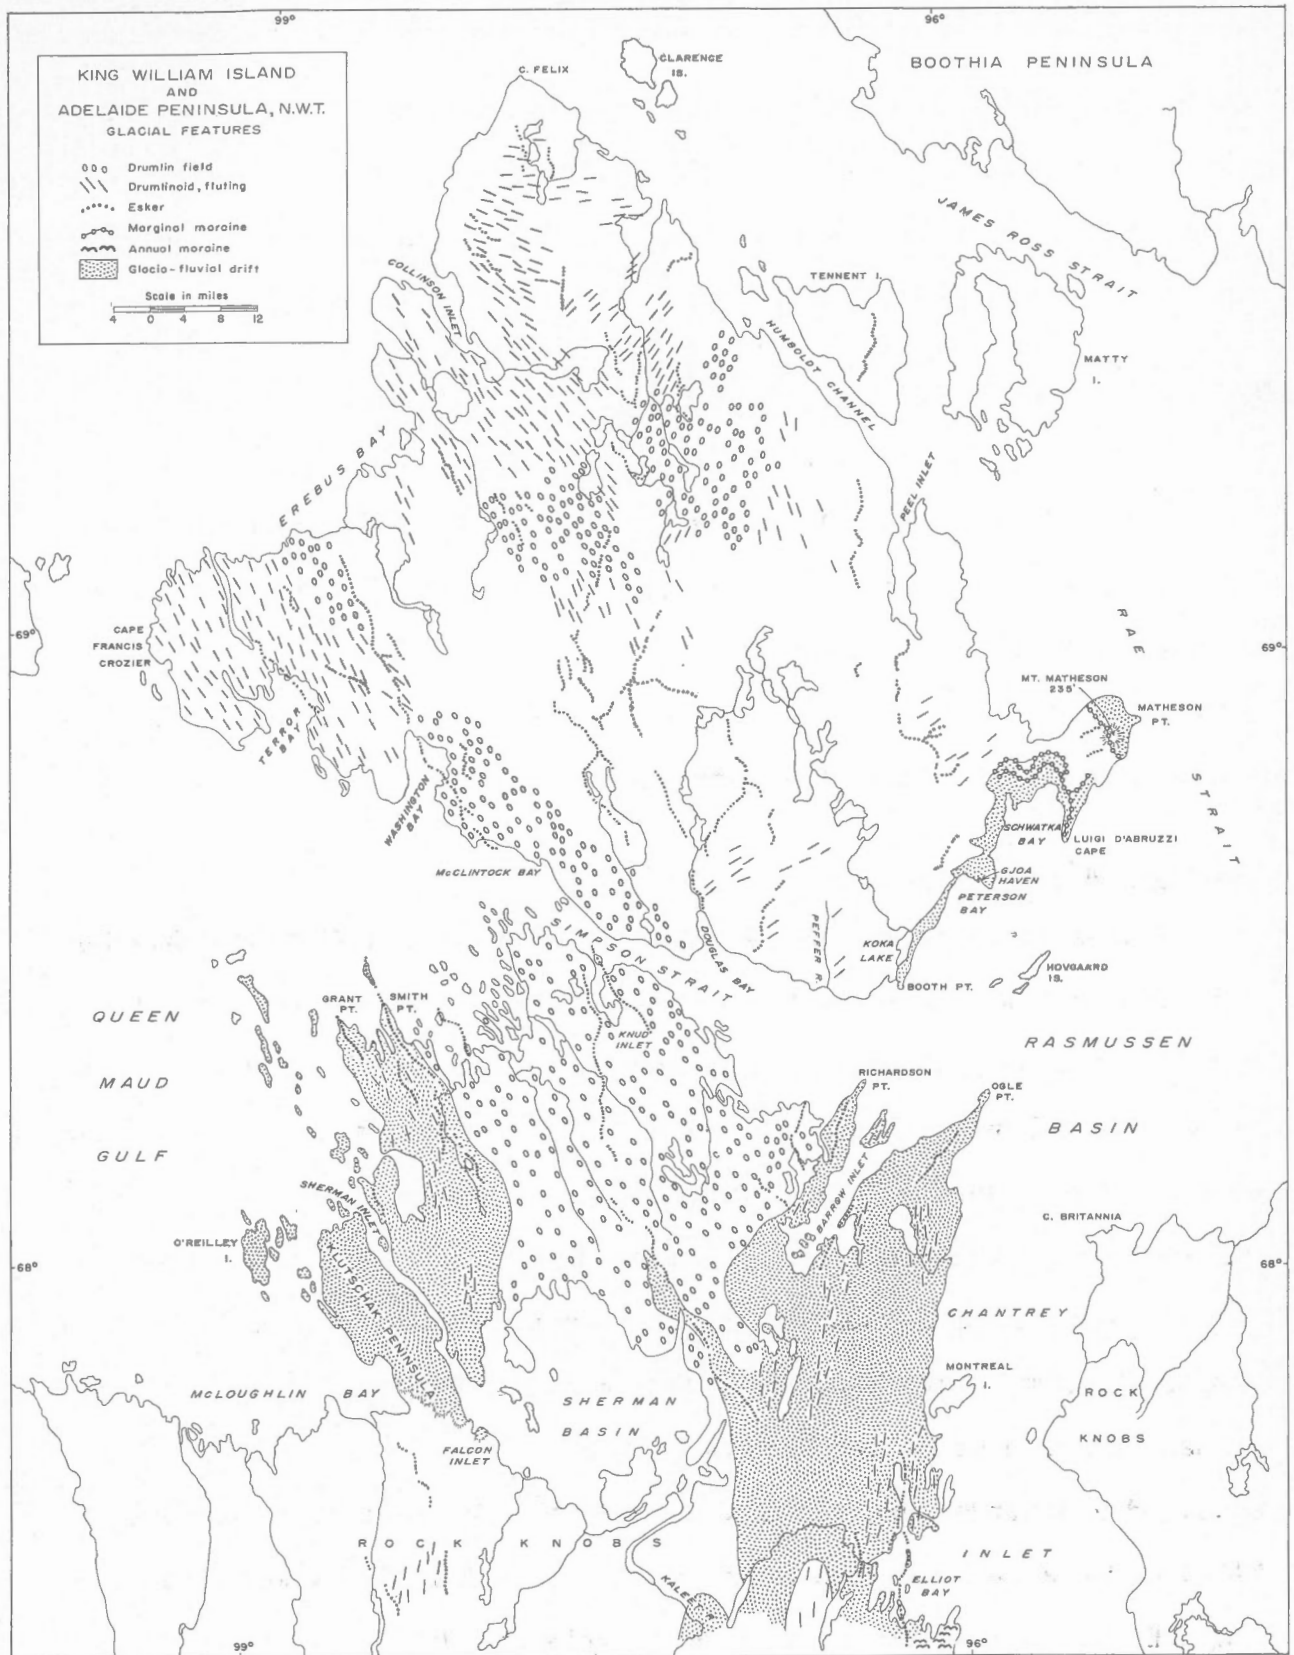 99°
96°
KING WILLIAM ISLAND
AND
ADELAIDE PENINSULA, N.W.T.
GLACIAL FEATURES
Drumlin field
Drumlinoid, fluting
Esker
Marginal moraine
Annual moraine
Glacio-fluvial drift
Scale in miles
4 0 4 8 12
C. FELIX
CLARENCE
IS.
BOOTHIA PENINSULA
JAMES ROSS STRAIT
COLLINSON INLET
TENNENT I.
HUMBOLDT CHANNEL
MATTY
I.
EREBUS BAY
PEEL INLET
69°
CAPE
FRANCIS
CROZIER
RAE STRAIT
69°
MT. MATHESON
235'
MATHESON
PT.
TERROR
BAY
WASHINGTON
BAY
SCHWATKA
BAY
LUIGI D'ABRUZZI
CAPE
McCLINTOCK BAY
GJOA
HAVEN
PETERSON
BAY
SIMPSON STRAIT
DOUGLAS BAY
PEFFER R.
KOKA
LAKE
BOOTH PT.
HOVGAARD
IS.
GRANT
PT.
SMITH
PT.
KNUD
INLET
QUEEN
MAUD
GULF
RASMUSSEN
BASIN
RICHARDSON
PT.
OGLE
PT.
SHERMAN INLET
BARROW INLET
O'REILLEY
I.
KLUTSCHAK PENINSULA
C. BRITANNIA
68°
68°
CHANTREY
MONTREAL
I.
McLOUGHLIN BAY
SHERMAN
BASIN
ROCK
KNOBS
FALCON
INLET
ROCK KNOBS
INLET
KALEET R.
ELLIOT
BAY
99°
96°